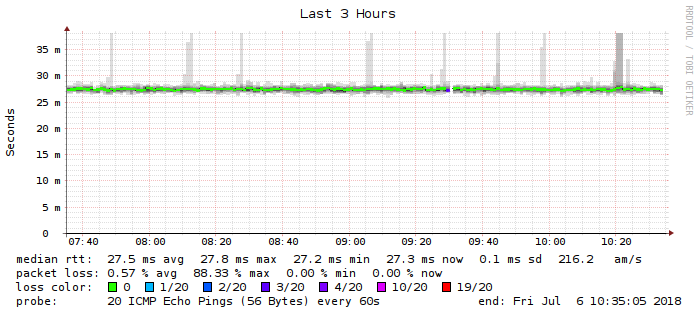 Last 3 Hours
RRDTOOL / TOBI OETIKER
Seconds
35 m
30 m
25 m
20 m
15 m
10 m
5 m
0
07:40 08:00 08:20 08:40 09:00 09:20 09:40 10:00 10:20
median rtt: 27.5 ms avg 27.8 ms max 27.2 ms min 27.3 ms now 0.1 ms sd 216.2 am/s
packet loss: 0.57 % avg 88.33 % max 0.00 % min 0.00 % now
loss color: 0 1/20 2/20 3/20 4/20 10/20 19/20
probe: 20 ICMP Echo Pings (56 Bytes) every 60s end: Fri Jul 6 10:35:05 2018